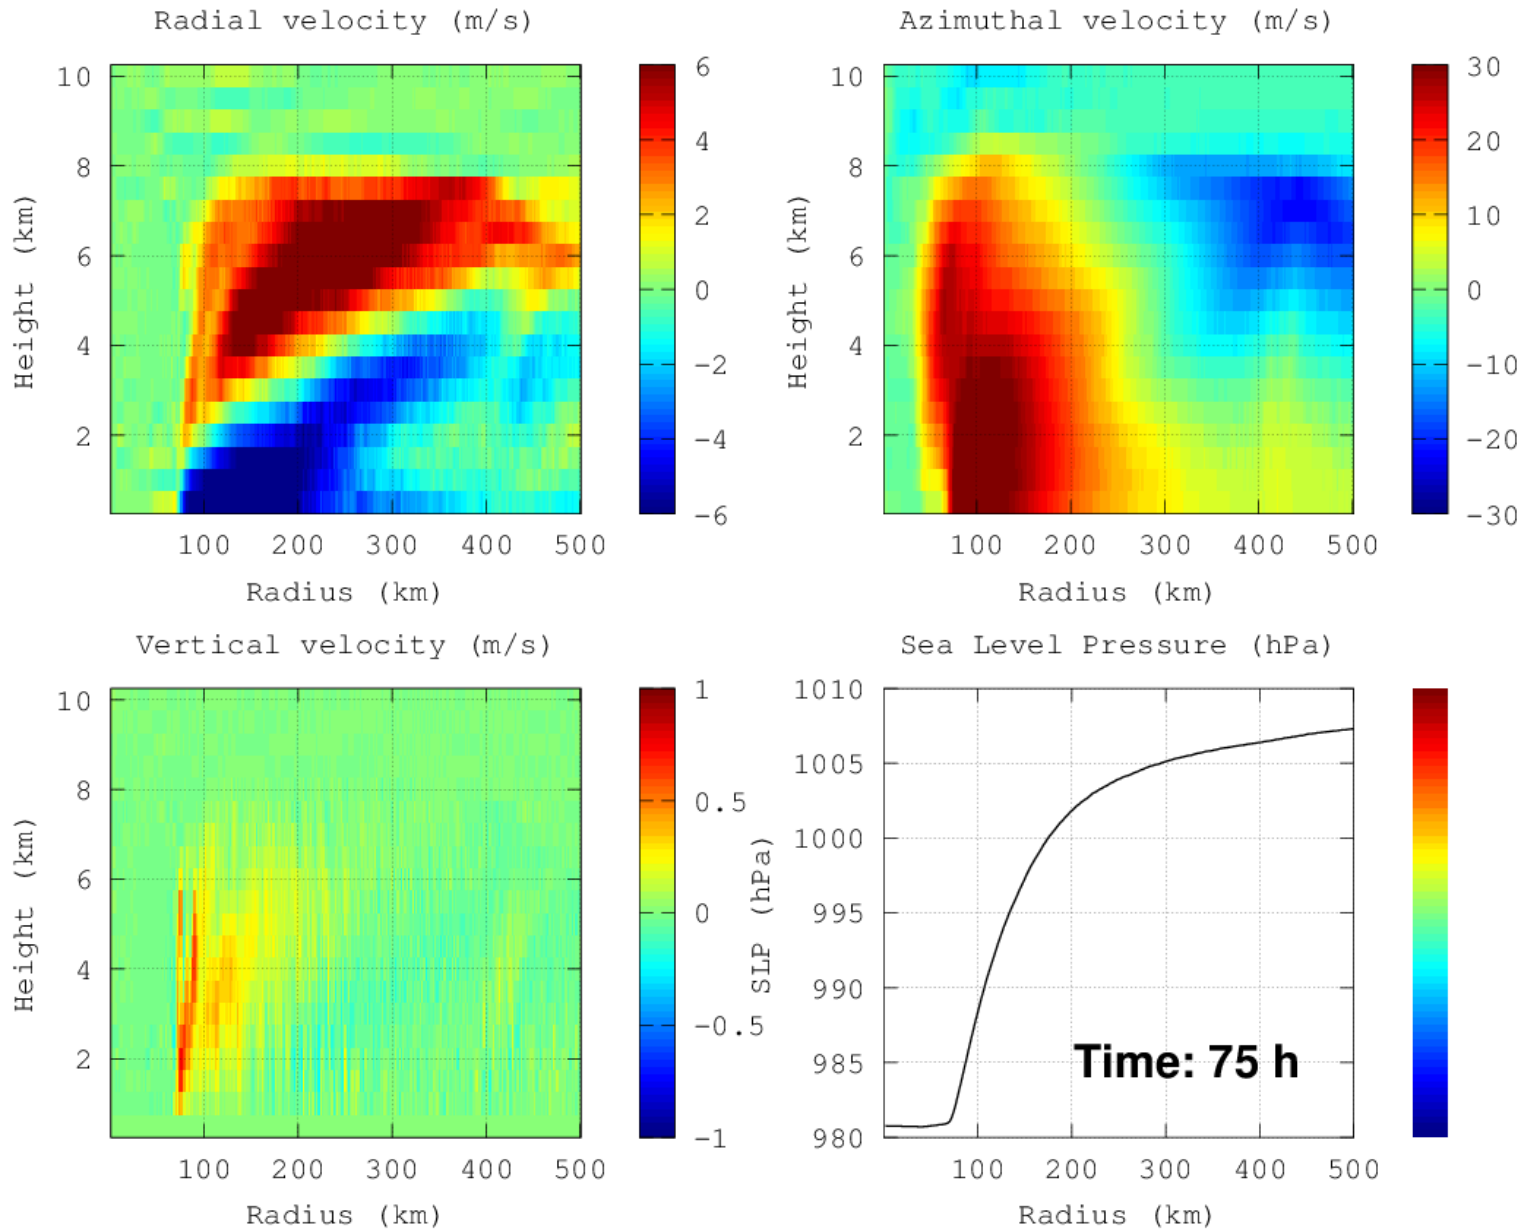 Radial velocity (m/s)
10
8
6
4
2
Height (km)
100 200 300 400 500
Radius (km)
6
4
2
0
−2
−4
−6
Azimuthal velocity (m/s)
10
8
6
4
2
Height (km)
100 200 300 400 500
Radius (km)
30
20
10
0
−10
−20
−30
Vertical velocity (m/s)
10
8
6
4
2
Height (km)
100 200 300 400 500
Radius (km)
1
0.5
0
−0.5
−1
Sea Level Pressure (hPa)
1010
1005
1000
995
990
985
980
SLP (hPa)
Time: 75 h
100 200 300 400 500
Radius (km)